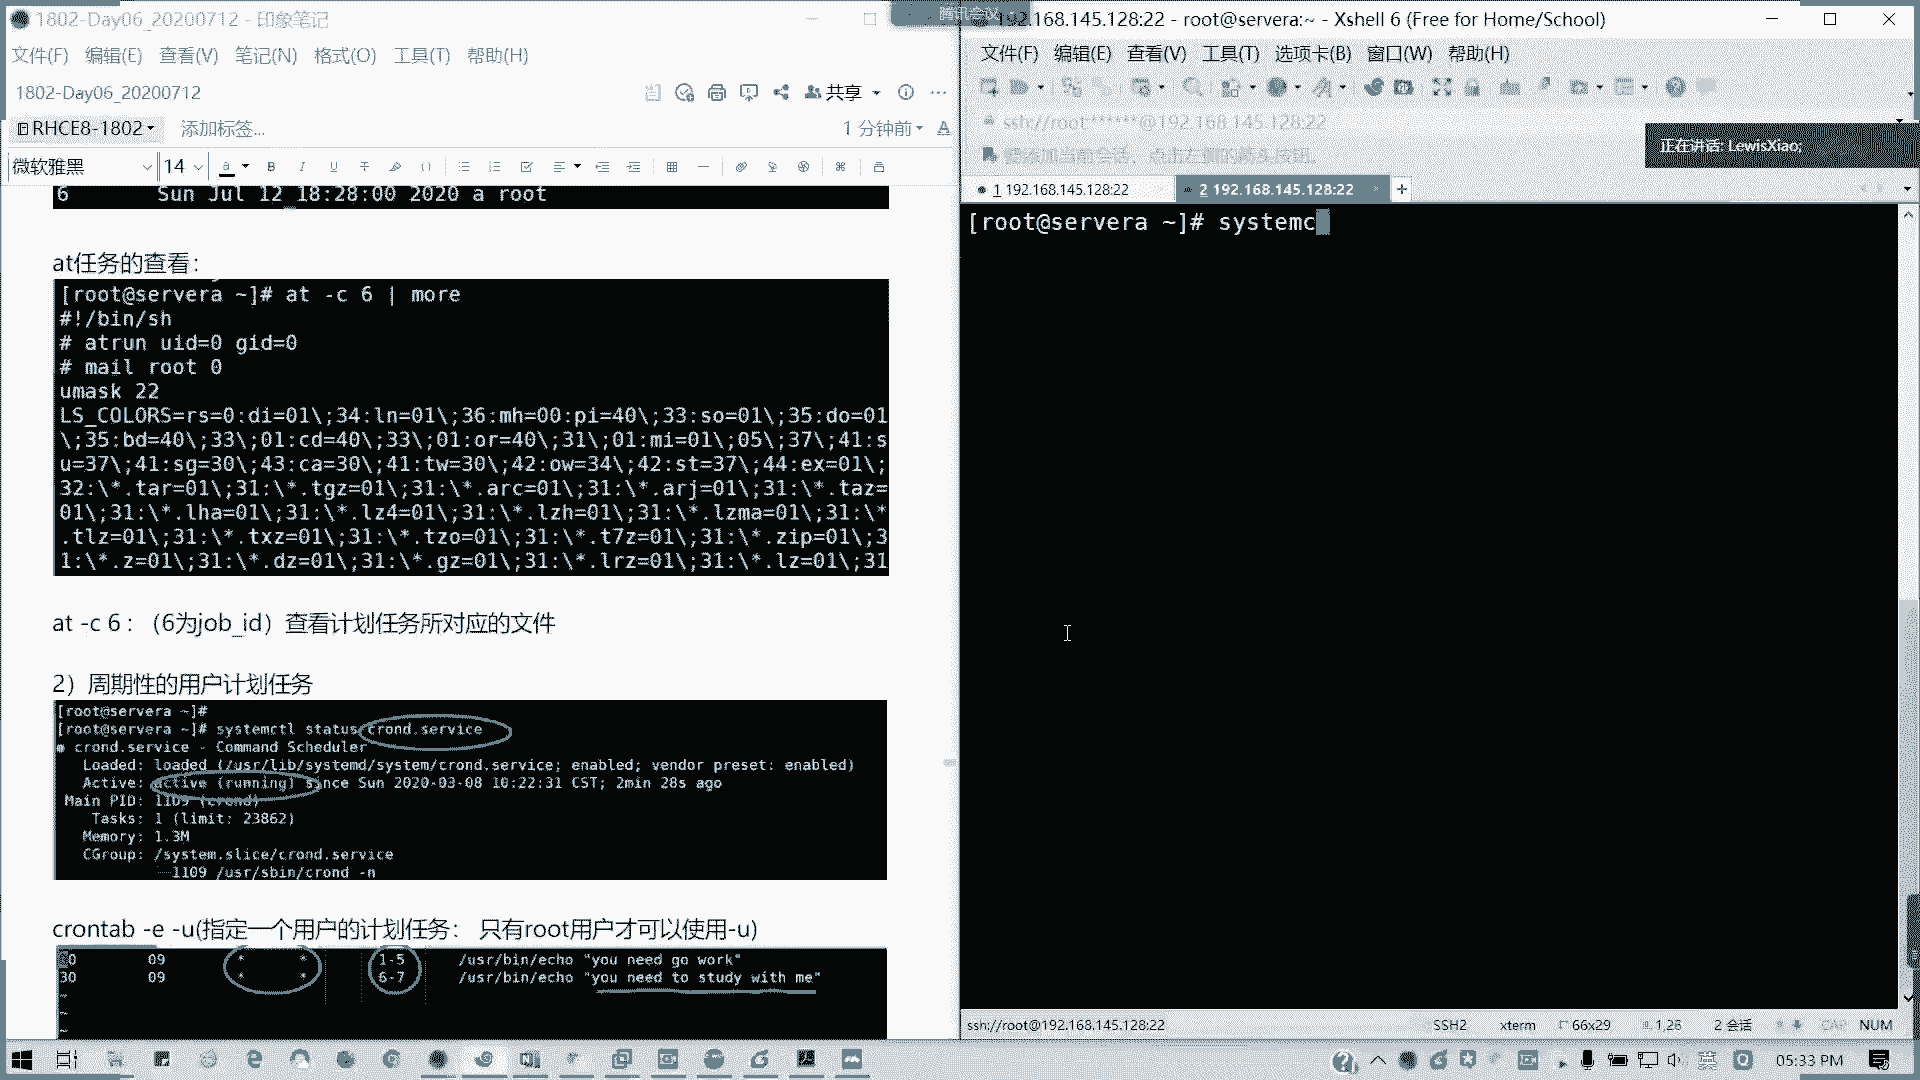 1802-Day06_20200712 - 印象笔记
文件(F) 编辑(E) 查看(V) 笔记(N) 格式(O) 工具(T) 帮助(H)
1802-Day06_20200712
共享
RHCE8-1802
添加标签...
1 分钟前
微软雅黑
14
6 Sun Jul 12 18:28:00 2020 a root
at任务的查看：
[root@servera ~]# at -c 6 | more
#!/bin/sh
# atrun uid=0 gid=0
# mail root 0
umask 22
LS_COLORS=rs=0:di=01\;34:ln=01\;36:mh=00:pi=40\;33:so=01\;35:do=01
\;35:bd=40\;33\;01:cd=40\;33\;01:or=40\;31\;01:mi=01\;05\;37\;41:s
u=37\;41:sg=30\;43:ca=30\;41:tw=30\;42:ow=34\;42:st=37\;44:ex=01\;
32:\*.tar=01\;31:\*.tgz=01\;31:\*.arc=01\;31:\*.arj=01\;31:\*.taz=
01\;31:\*.lha=01\;31:\*.lz4=01\;31:\*.lzh=01\;31:\*.lzma=01\;31:\*
.tlz=01\;31:\*.txz=01\;31:\*.tzo=01\;31:\*.t7z=01\;31:\*.zip=01\;3
1:\*.z=01\;31:\*.dz=01\;31:\*.gz=01\;31:\*.lrz=01\;31:\*.lz=01\;31
at -c 6：（6为job_id）查看计划任务所对应的文件
2）周期性的用户计划任务
[root@servera ~]#
[root@servera ~]# systemctl status crond.service
● crond.service - Command Scheduler
Loaded: loaded (/usr/lib/systemd/system/crond.service; enabled; vendor preset: enabled)
Active: active (running) since Sun 2020-03-08 10:22:31 CST; 2min 28s ago
Main PID: 1109 (crond)
Tasks: 1 (limit: 23862)
Memory: 1.3M
CGroup: /system.slice/crond.service
└─1109 /usr/sbin/crond -n
crontab -e -u(指定一个用户的计划任务： 只有root用户才可以使用-u)
09 * * 1-5 /usr/bin/echo "you need go work"
30 09 * * 6-7 /usr/bin/echo "you need to study with me"
~
~
~
腾讯会议
192.168.145.128:22 - root@servera:~ - Xshell 6 (Free for Home/School)
文件(F) 编辑(E) 查看(V) 工具(T) 选项卡(B) 窗口(W) 帮助(H)
ssh://root:******@192.168.145.128:22
要添加当前会话，点击左侧的箭头按钮。
正在讲话: LewisXiao;
1 192.168.145.128:22
2 192.168.145.128:22
[root@servera ~]# systemc
ssh://root@192.168.145.128:22
SSH2
xterm
66x29
1,26
2 会话
CAP
NUM
英
05:33 PM